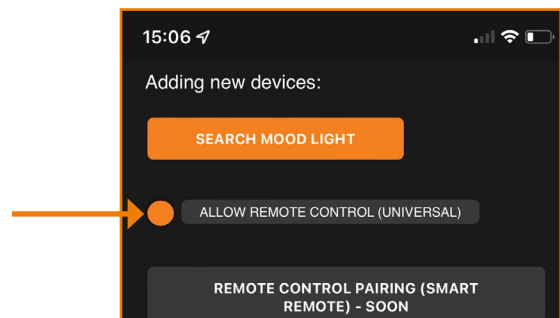 15:06
Adding new devices:
SEARCH MOOD LIGHT
ALLOW REMOTE CONTROL (UNIVERSAL)
REMOTE CONTROL PAIRING (SMART
REMOTE) - SOON